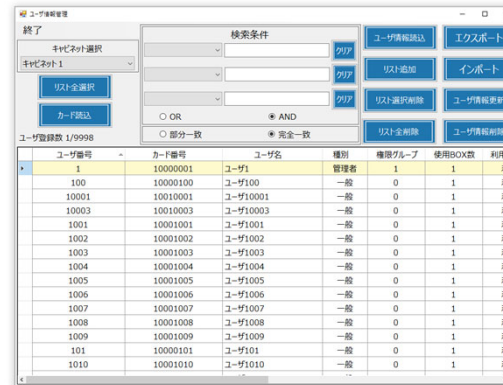 ユーザ情報管理
終了
キャビネット選択
キャビネット1
リスト全選択
カード読込
ユーザ登録数 1/9998
検索条件
クリア
クリア
クリア
OR AND
部分一致 完全一致
ユーザ情報読込 エクスポート
リスト追加 インポート
リスト選択削除 ユーザ情報更新
リスト全削除 ユーザ情報削除
ユーザ番号 カード番号 ユーザ名 種別 権限グループ 使用BOX数 利用
1 10000001 ユーザ1 管理者 1 1
100 10000100 ユーザ100 一般 0 1
10001 10010001 ユーザ10001 一般 0 1
10003 10010003 ユーザ10003 一般 0 1
1001 10001001 ユーザ1001 一般 0 1
1002 10001002 ユーザ1002 一般 0 1
1003 10001003 ユーザ1003 一般 0 1
1004 10001004 ユーザ1004 一般 0 1
1005 10001005 ユーザ1005 一般 0 1
1006 10001006 ユーザ1006 一般 0 1
1007 10001007 ユーザ1007 一般 0 1
1008 10001008 ユーザ1008 一般 0 1
1009 10001009 ユーザ1009 一般 0 1
101 10000101 ユーザ101 一般 0 1
1010 10001010 ユーザ1010 一般 0 1